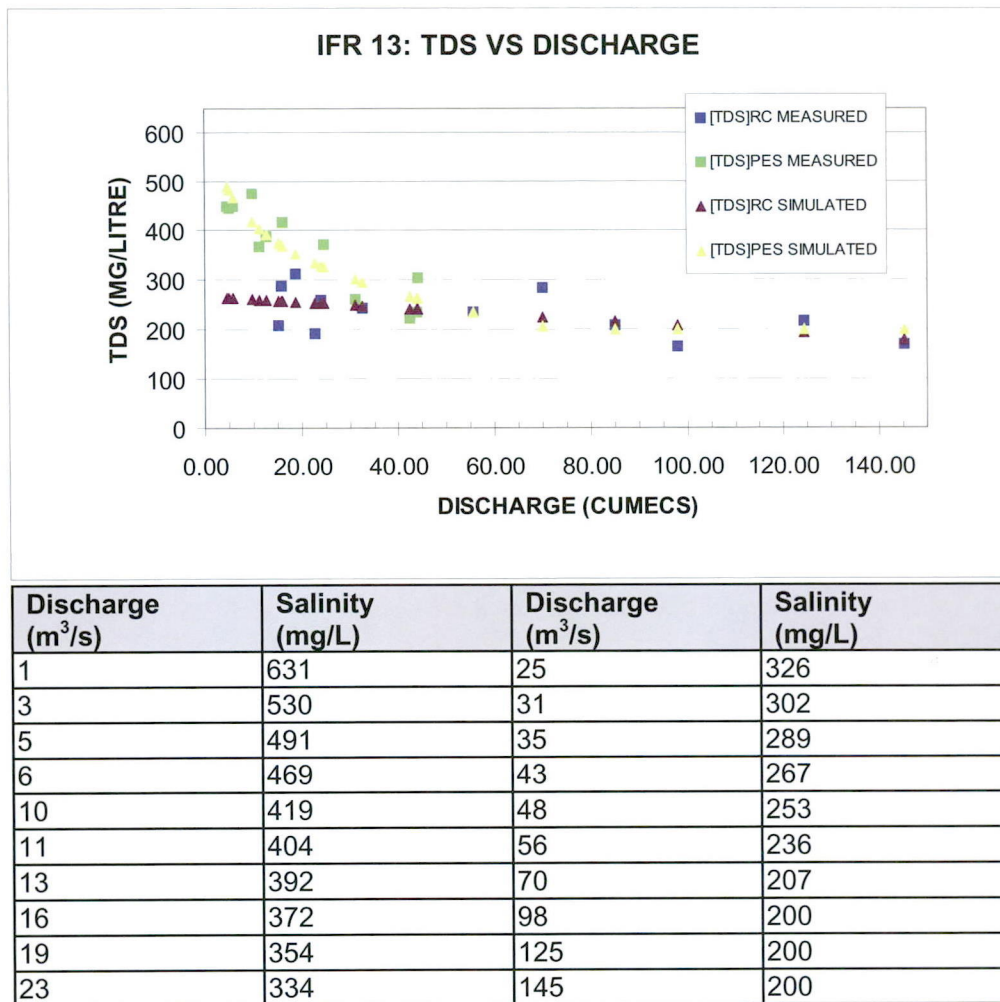 IFR 13: TDS VS DISCHARGE
[TDS]RC MEASURED
[TDS]PES MEASURED
[TDS]RC SIMULATED
[TDS]PES SIMULATED
TDS (MG/LITRE)
600
500
400
300
200
100
0
0.00 20.00 40.00 60.00 80.00 100.00 120.00 140.00
DISCHARGE (CUMECS)
Discharge (m³/s) Salinity (mg/L) Discharge (m³/s) Salinity (mg/L)
1 631 25 326
3 530 31 302
5 491 35 289
6 469 43 267
10 419 48 253
11 404 56 236
13 392 70 207
16 372 98 200
19 354 125 200
23 334 145 200